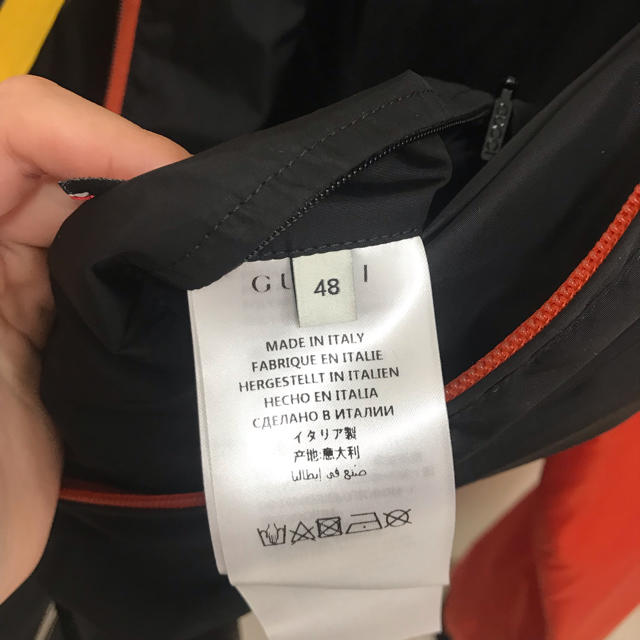 GU I
48
MADE IN ITALY
FABRIQUE EN ITALIE
HERGESTELLT IN ITALIEN
HECHO EN ITALIA
СДЕЛАНО В ИТАЛИИ
イタリア製
产地:意大利
صنع في إيطاليا